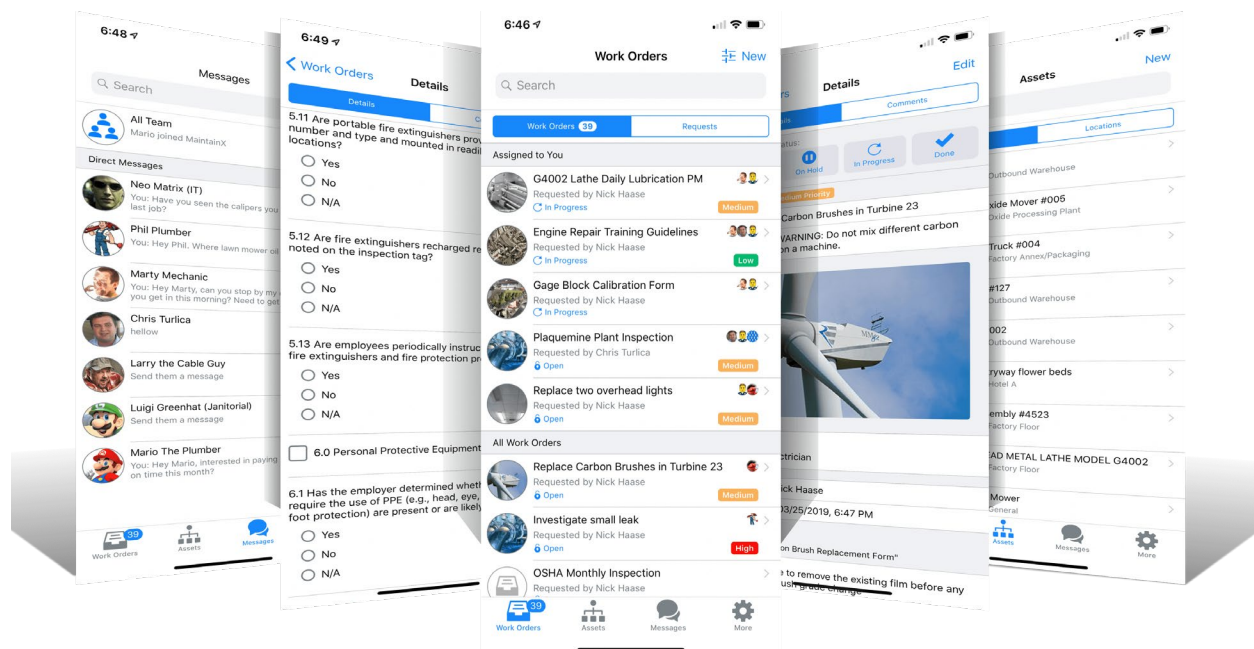 6:48
Messages
Search
All Team
Mario joined MaintainX
Direct Messages
Neo Matrix (IT)
You: Have you seen the calipers you
last job?
Phil Plumber
You: Hey Phil. Where lawn mower oil
Marty Mechanic
You: Hey Marty, can you stop by my
you get in this morning? Need to get
Chris Turlica
hellow
Larry the Cable Guy
Send them a message
Luigi Greenhat (Janitorial)
Send them a message
Mario The Plumber
You: Hey Mario, interested in paying
on time this month?
39
Work Orders
Assets
Messages
6:49
Work Orders
Details
Details
5.11 Are portable fire extinguishers
number and type and mounted in
locations?
Yes
No
N/A
5.12 Are fire extinguishers recharged
noted on the inspection tag?
Yes
No
N/A
5.13 Are employees periodically
fire extinguishers and fire protection
Yes
No
N/A
6.0 Personal Protective Equipment
6.1 Has the employer determined
require the use of PPE (e.g., head, eye,
foot protection) are present or are likely
Yes
No
N/A
6:46
Work Orders
New
Search
Work Orders 39
Requests
Assigned to You
G4002 Lathe Daily Lubrication PM
Requested by Nick Haase
In Progress
Medium
Engine Repair Training Guidelines
Requested by Nick Haase
In Progress
Low
Gage Block Calibration Form
Requested by Nick Haase
In Progress
Plaquemine Plant Inspection
Requested by Chris Turlica
Open
Medium
Replace two overhead lights
Requested by Nick Haase
Open
Medium
All Work Orders
Replace Carbon Brushes in Turbine 23
Requested by Nick Haase
Open
Medium
Investigate small leak
Requested by Nick Haase
Open
High
OSHA Monthly Inspection
Requested by Nick Haase
39
Work Orders
Assets
Messages
More
Details
Edit
Comments
On Hold
In Progress
Done
Priority
Carbon Brushes in Turbine 23
WARNING: Do not mix different carbon
on a machine.
03/25/2019, 6:47 PM
Brush Replacement Form"
to remove the existing film before any
grade change
Assets
New
Locations
Outbound Warehouse
Mover #005
Oxide Processing Plant
Truck #004
Factory Annex/Packaging
#127
Outbound Warehouse
002
Outbound Warehouse
flower beds
Hotel A
#4523
Factory Floor
METAL LATHE MODEL G4002
Factory Floor
Mower
General
Assets
Messages
More